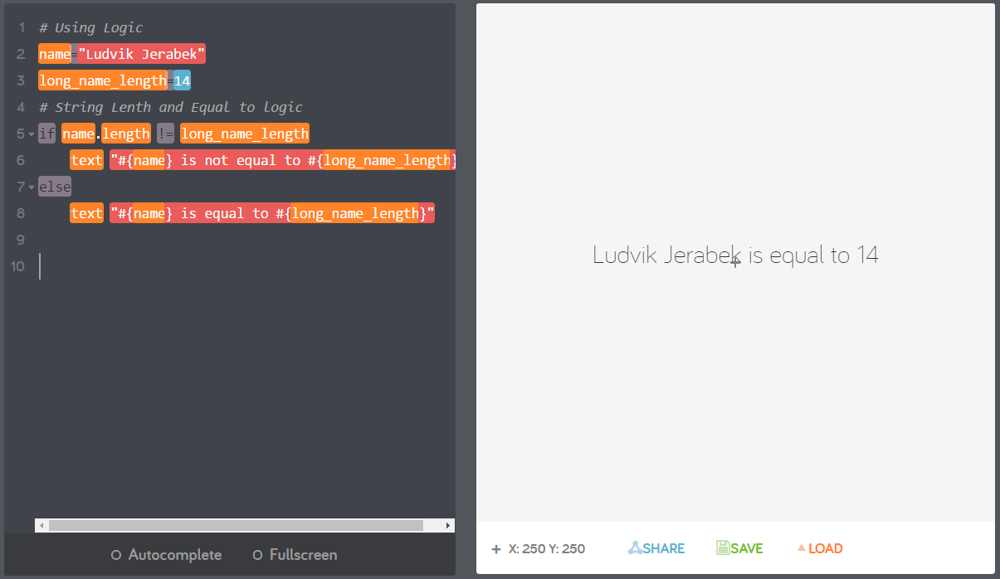 1 # Using Logic
2 name="Ludvik Jerabek"
3 long_name_length=14
4 # String Lenth and Equal to logic
5 if name.length != long_name_length
6 text "#{name} is not equal to #{long_name_length}
7 else
8 text "#{name} is equal to #{long_name_length}"
9
10
Autocomplete Fullscreen
Ludvik Jerabek is equal to 14
+ X: 250 Y: 250 SHARE SAVE LOAD